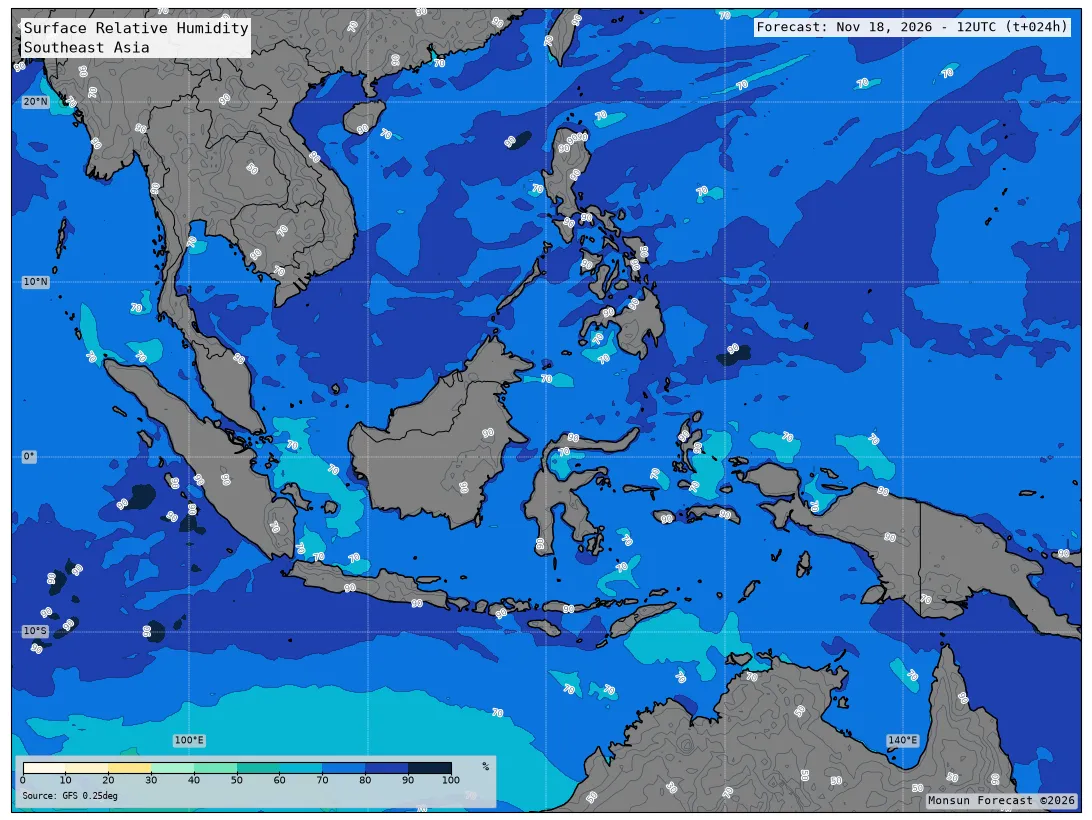 Surface Relative Humidity
Southeast Asia
Forecast: Nov 18, 2026 - 12UTC (t+024h)
20°N
10°N
0°
10°S
100°E
140°E
%
0 10 20 30 40 50 60 70 80 90 100
Source: GFS 0.25deg
Monsun Forecast ©2026